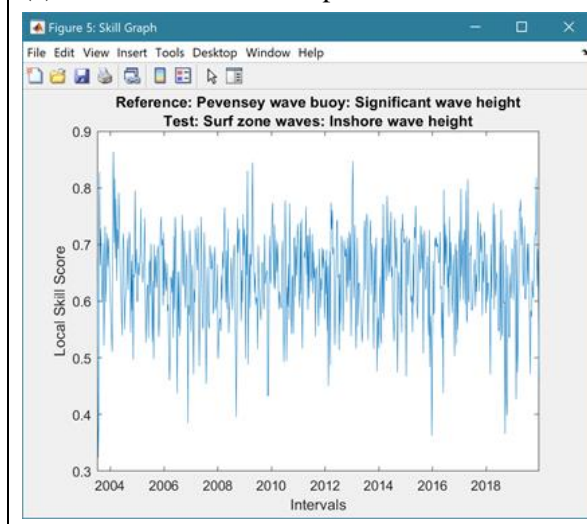 Figure 5: Skill Graph
File Edit View Insert Tools Desktop Window Help
Reference: Pevensey wave buoy: Significant wave height
Test: Surf zone waves: Inshore wave height
0.9
0.8
0.7
0.6
0.5
0.4
0.3
Local Skill Score
2004 2006 2008 2010 2012 2014 2016 2018
Intervals